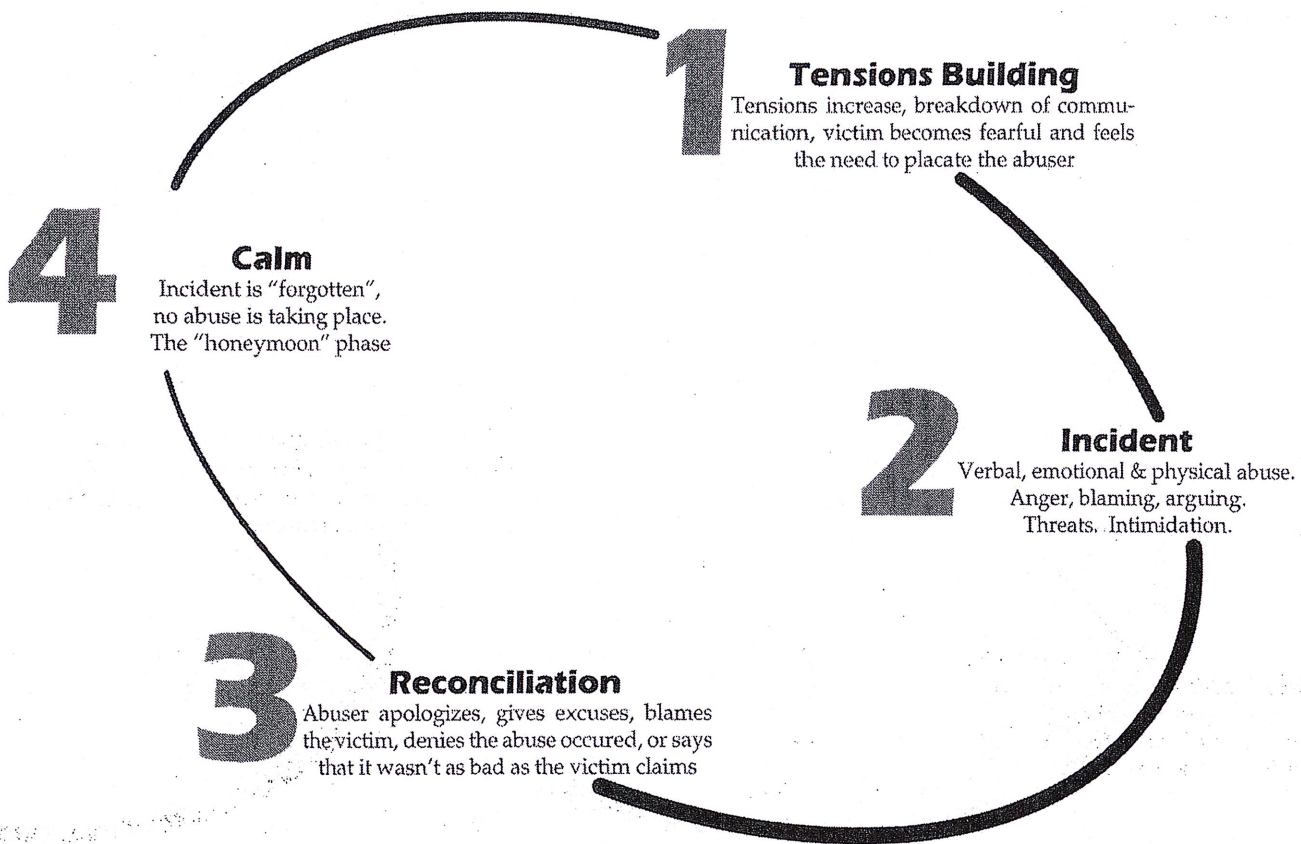 1
Tensions Building
Tensions increase, breakdown of commu-
nication, victim becomes fearful and feels
the need to placate the abuser
4
Calm
Incident is "forgotten",
no abuse is taking place.
The "honeymoon" phase
2
Incident
Verbal, emotional & physical abuse.
Anger, blaming, arguing.
Threats. Intimidation.
3
Reconciliation
Abuser apologizes, gives excuses, blames
the victim, denies the abuse occured, or says
that it wasn't as bad as the victim claims